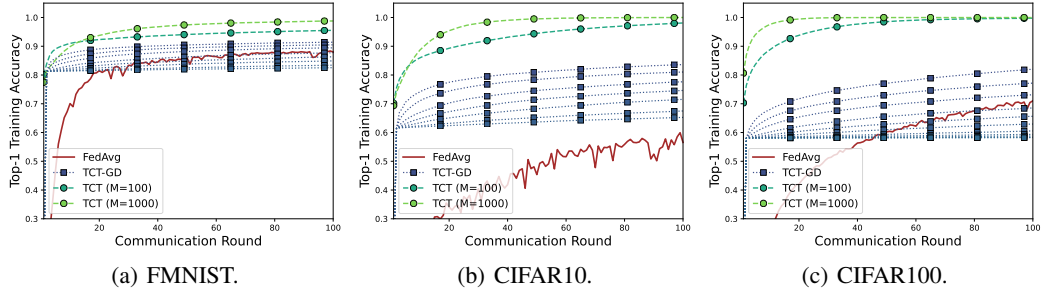 Top-1 Training Accuracy
1.0
0.9
0.8
0.7
0.6
0.5
0.4
0.3
FedAvg
TCT-GD
TCT (M=100)
TCT (M=1000)
20 40 60 80 100
Communication Round
(a) FMNIST.
Top-1 Training Accuracy
1.0
0.9
0.8
0.7
0.6
0.5
0.4
0.3
FedAvg
TCT-GD
TCT (M=100)
TCT (M=1000)
20 40 60 80 100
Communication Round
(b) CIFAR10.
Top-1 Training Accuracy
1.0
0.9
0.8
0.7
0.6
0.5
0.4
0.3
FedAvg
TCT-GD
TCT (M=100)
TCT (M=1000)
20 40 60 80 100
Communication Round
(c) CIFAR100.